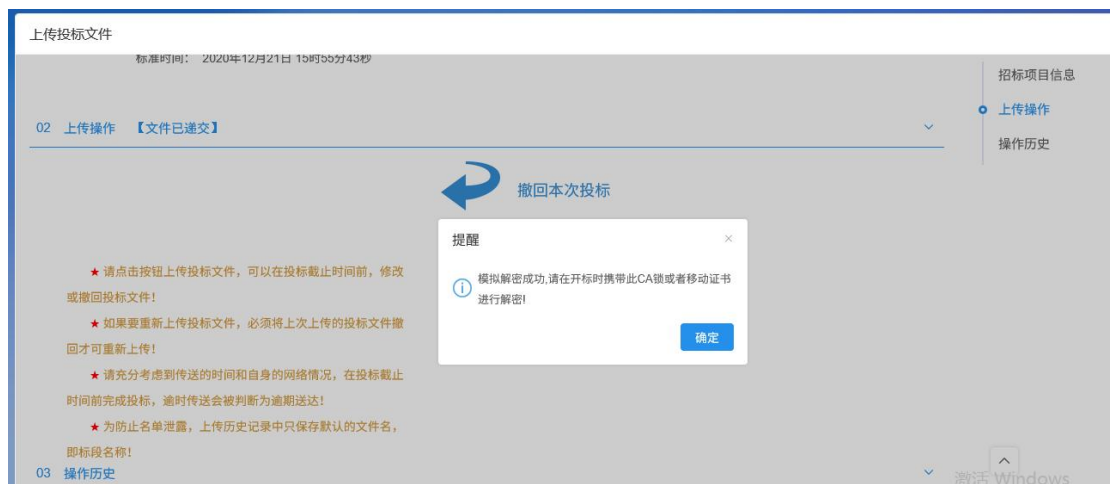 上传投标文件
标准时间： 2020年12月21日 15时55分43秒
招标项目信息
上传操作
操作历史
02 上传操作 【文件已递交】
撤回本次投标
提醒
×
模拟解密成功,请在开标时携带此CA锁或者移动证书
进行解密!
确定
★ 请点击按钮上传投标文件，可以在投标截止时间前，修改
或撤回投标文件！
★ 如果要重新上传投标文件，必须将上次上传的投标文件撤
回才可重新上传！
★ 请充分考虑到传送的时间和自身的网络情况，在投标截止
时间前完成投标，逾时传送会被判断为逾期送达！
★ 为防止名单泄露，上传历史记录中只保存默认的文件名，
即标段名称！
03 操作历史
激活 Windows